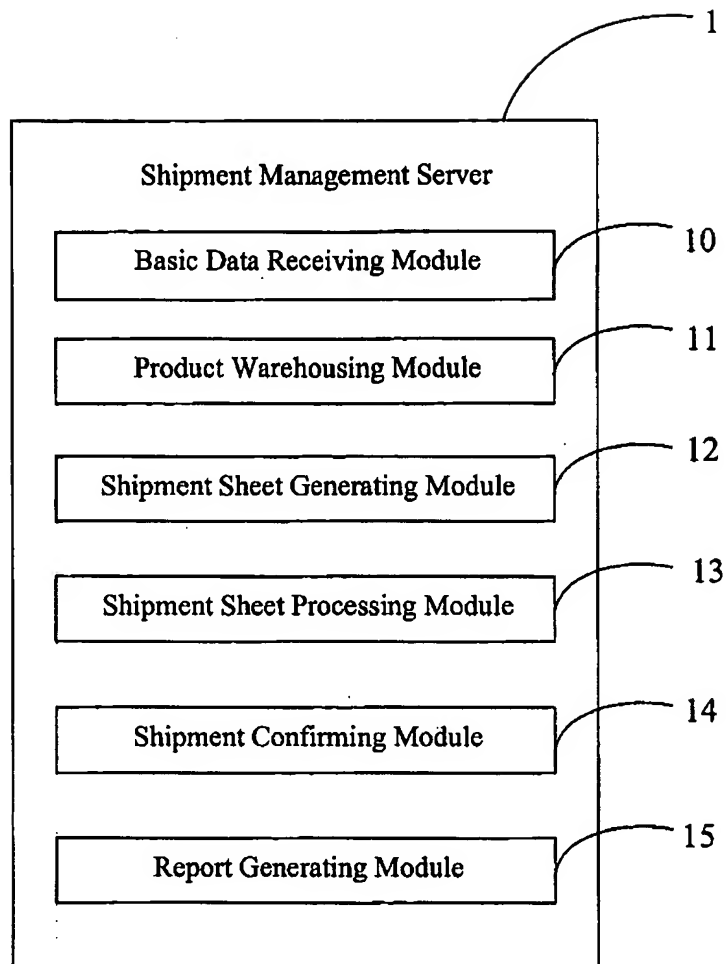 1
Shipment Management Server
Basic Data Receiving Module
10
Product Warehousing Module
11
Shipment Sheet Generating Module
12
Shipment Sheet Processing Module
13
Shipment Confirming Module
14
Report Generating Module
15